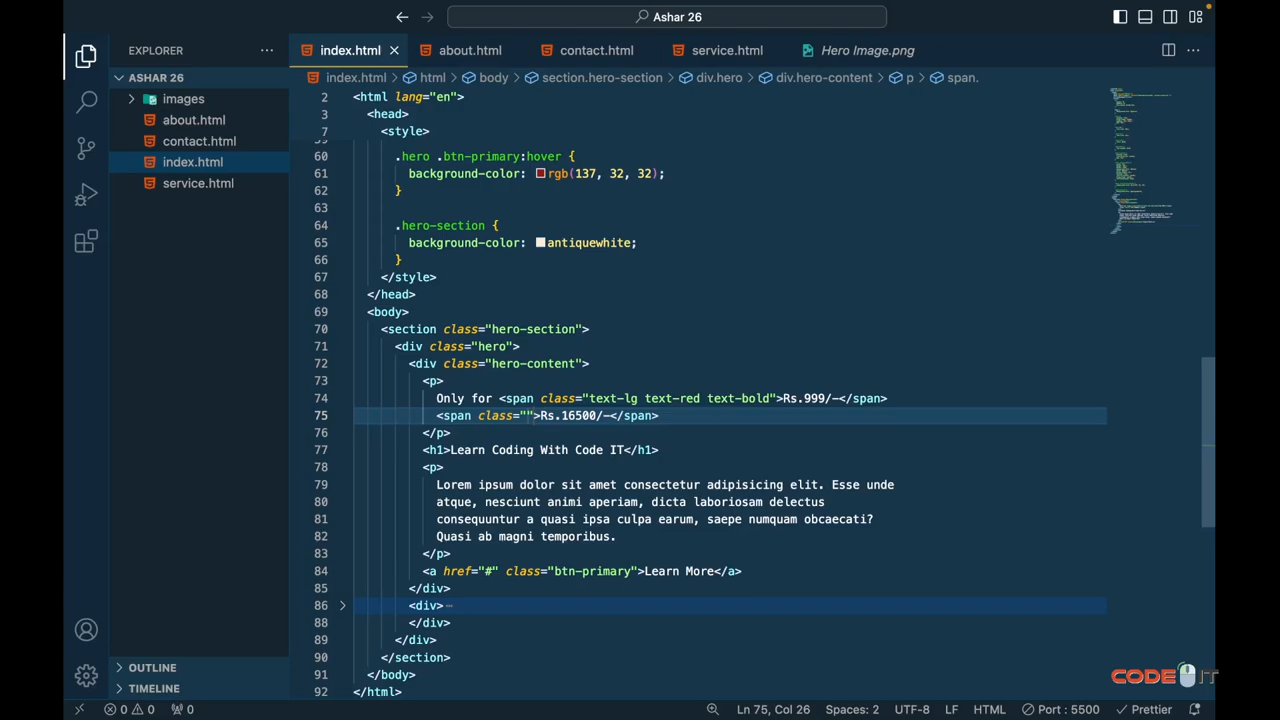 Ashar 26
EXPLORER
ASHAR 26
images
about.html
contact.html
index.html
service.html
OUTLINE
TIMELINE
index.html
about.html
contact.html
service.html
Hero Image.png
index.html > html > body > section.hero-section > div.hero > div.hero-content > p > span.
2 <html lang="en">
3 <head>
7 <style>
60 .hero .btn-primary:hover {
61 background-color: rgb(137, 32, 32);
62 }
63
64 .hero-section {
65 background-color: antiquewhite;
66 }
67 </style>
68 </head>
69 <body>
70 <section class="hero-section">
71 <div class="hero">
72 <div class="hero-content">
73 <p>
74 Only for <span class="text-lg text-red text-bold">Rs.999/-</span>
75 <span class="">Rs.16500/-</span>
76 </p>
77 <h1>Learn Coding With Code IT</h1>
78 <p>
79 Lorem ipsum dolor sit amet consectetur adipisicing elit. Esse unde
80 atque, nesciunt animi aperiam, dicta laboriosam delectus
81 consequuntur a quasi ipsa culpa earum, saepe numquam obcaecati?
82 Quasi ab magni temporibus.
83 </p>
84 <a href="#" class="btn-primary">Learn More</a>
85 </div>
86 <div>⋯
88 </div>
89 </div>
90 </section>
91 </body>
92 </html>
CODE IT
0 0 0
Ln 75, Col 26
Spaces: 2
UTF-8
LF
HTML
Port : 5500
Prettier